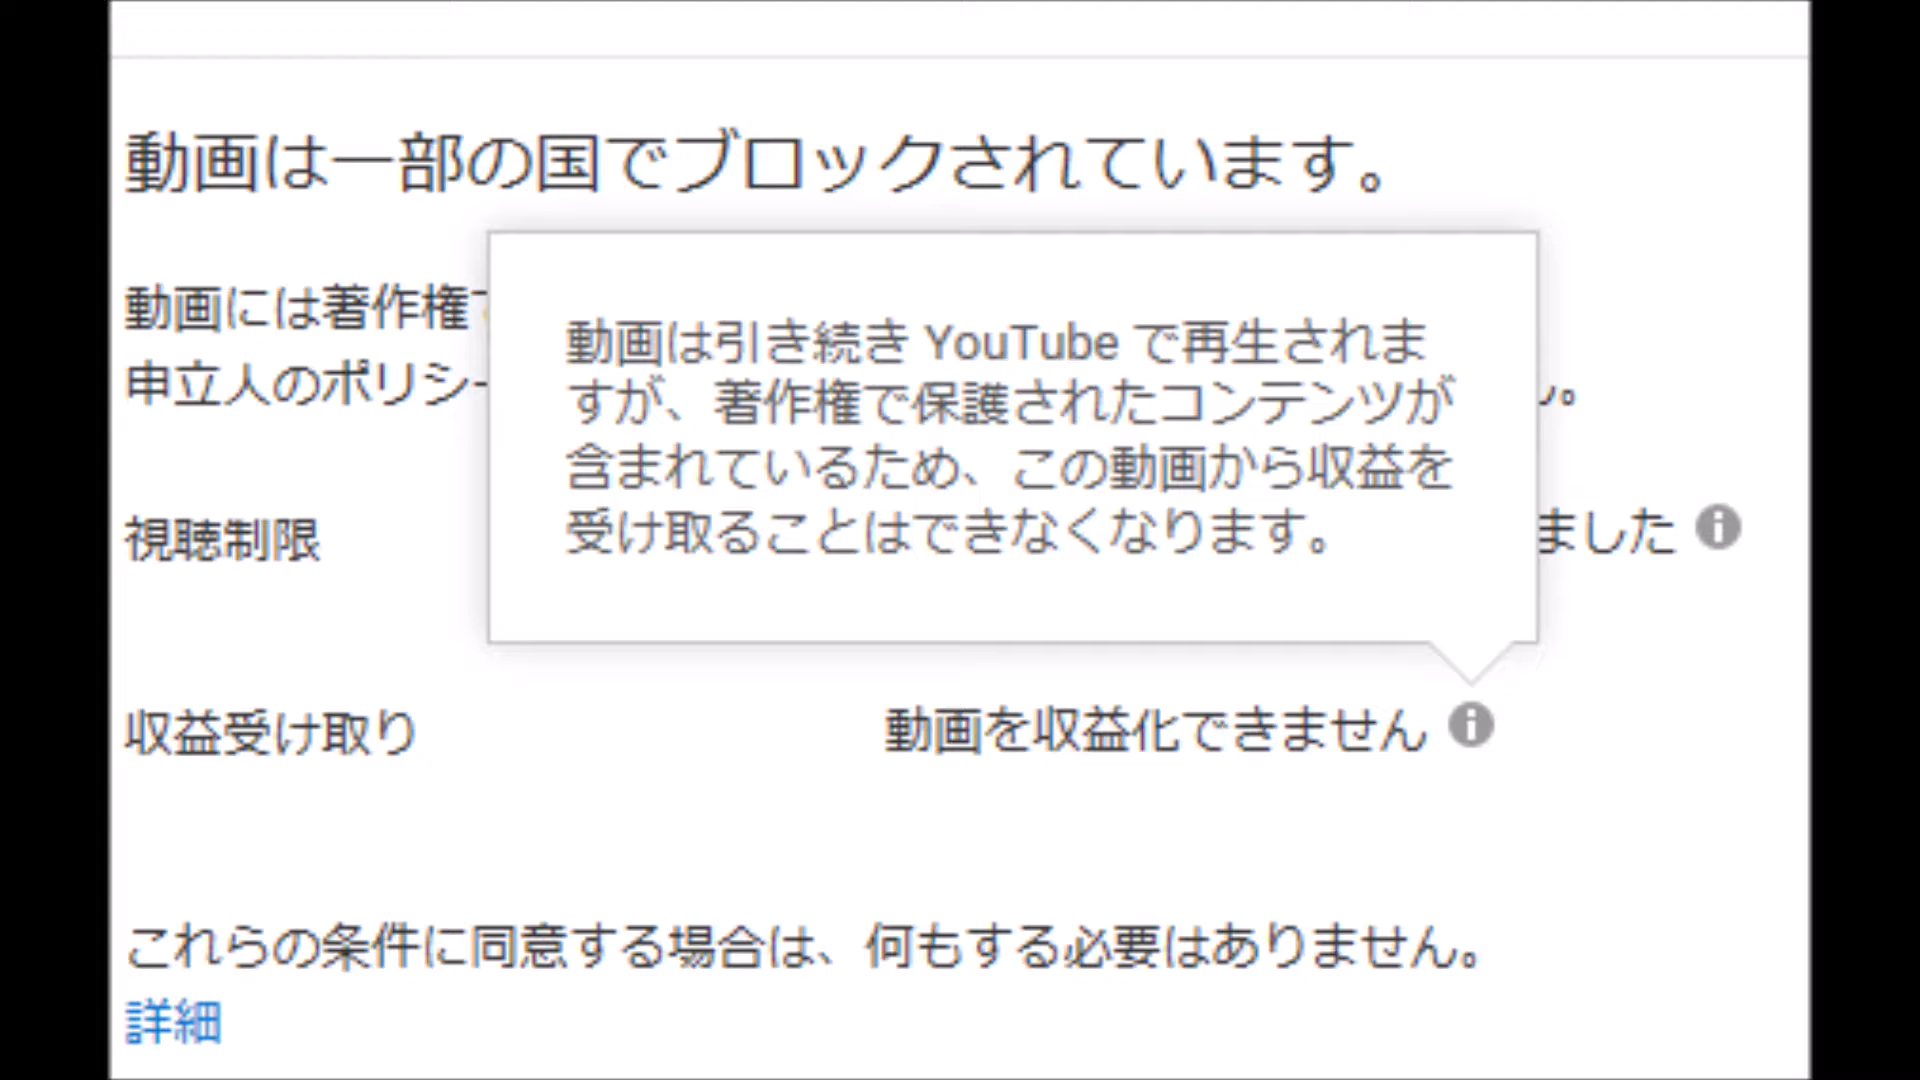 動画は一部の国でブロックされています。
動画には著作権
申立人のポリシー
動画は引き続き YouTube で再生されま
すが、著作権で保護されたコンテンツが
含まれているため、この動画から収益を
受け取ることはできなくなります。
視聴制限
ました
収益受け取り
動画を収益化できません
これらの条件に同意する場合は、何もする必要はありません。
詳細